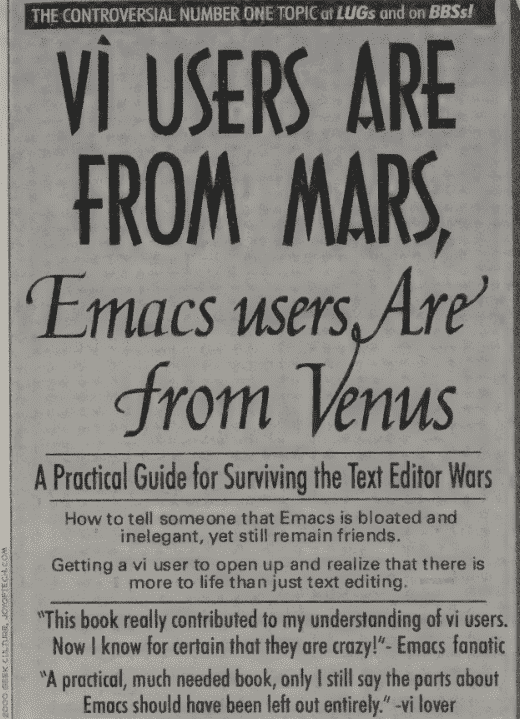 THE CONTROVERSIAL NUMBER ONE TOPIC at LUGs and on BBSs!
Vi USERS ARE
FROM MARS,
Emacs users Are
from Venus
A Practical Guide for Surviving the Text Editor Wars
How to tell someone that Emacs is bloated and
inelegant, yet still remain friends.
Getting a vi user to open up and realize that there is
more to life than just text editing.
"This book really contributed to my understanding of vi users.
Now I know for certain that they are crazy!"- Emacs fanatic
"A practical, much needed book, only I still say the parts about
Emacs should have been left out entirely." -vi lover
2000 GEEK CULTURE, JOYOFTECH.COM